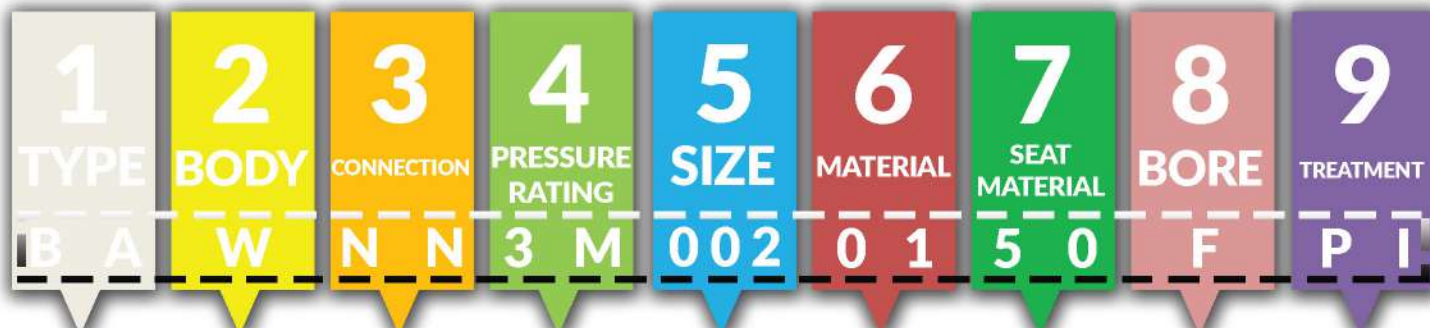 1 2 3 4 5 6 7 8 9
TYPE BODY CONNECTION PRESSURE RATING SIZE MATERIAL SEAT MATERIAL BORE TREATMENT
B A W N N 3 M 002 0 1 5 0 F P I